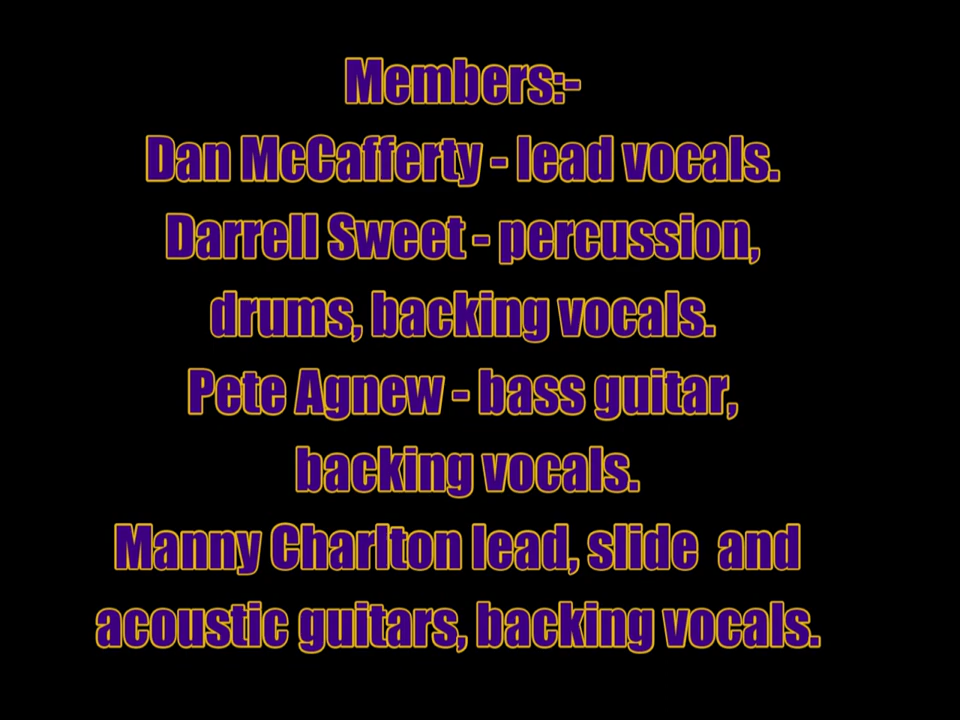 Members:-
Dan McCafferty - lead vocals.
Darrell Sweet - percussion,
drums, backing vocals.
Pete Agnew - bass guitar,
backing vocals.
Manny Charlton lead, slide  and
acoustic guitars, backing vocals.